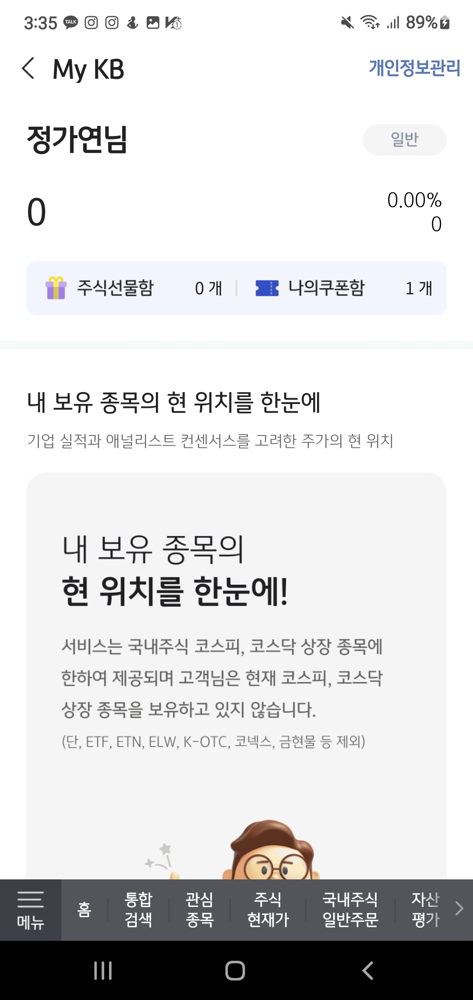 3:35 TALK 89%
My KB 개인정보관리
정가연님 일반
0 0.00%
0
주식선물함 0 개 나의쿠폰함 1 개
내 보유 종목의 현 위치를 한눈에
기업 실적과 애널리스트 컨센서스를 고려한 주가의 현 위치
내 보유 종목의
현 위치를 한눈에!
서비스는 국내주식 코스피, 코스닥 상장 종목에
한하여 제공되며 고객님은 현재 코스피, 코스닥
상장 종목을 보유하고 있지 않습니다.
(단, ETF, ETN, ELW, K-OTC, 코넥스, 금현물 등 제외)
메뉴
홈
통합
검색
관심
종목
주식
현재가
국내주식
일반주문
자산
평가